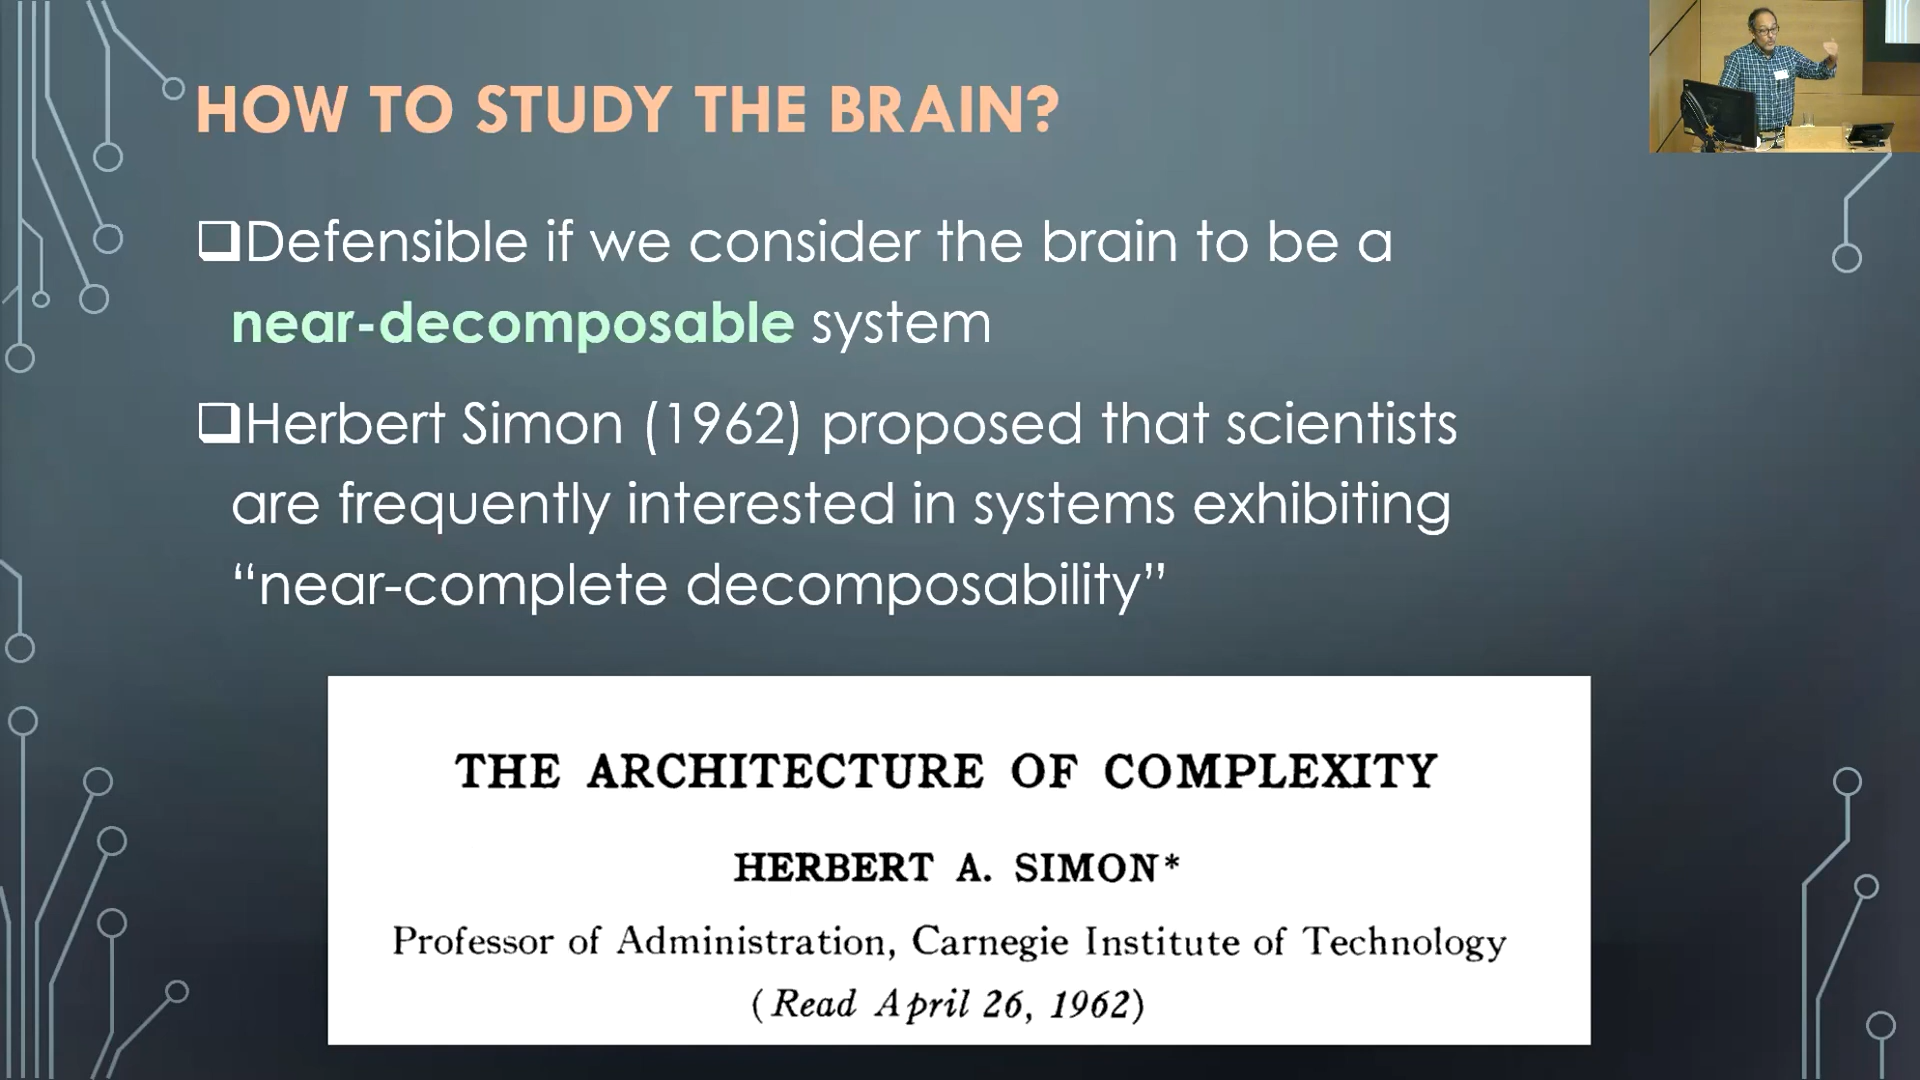 HOW TO STUDY THE BRAIN?
Defensible if we consider the brain to be a
near-decomposable system
Herbert Simon (1962) proposed that scientists
are frequently interested in systems exhibiting
“near-complete decomposability”
THE ARCHITECTURE OF COMPLEXITY
HERBERT A. SIMON*
Professor of Administration, Carnegie Institute of Technology
(Read April 26, 1962)